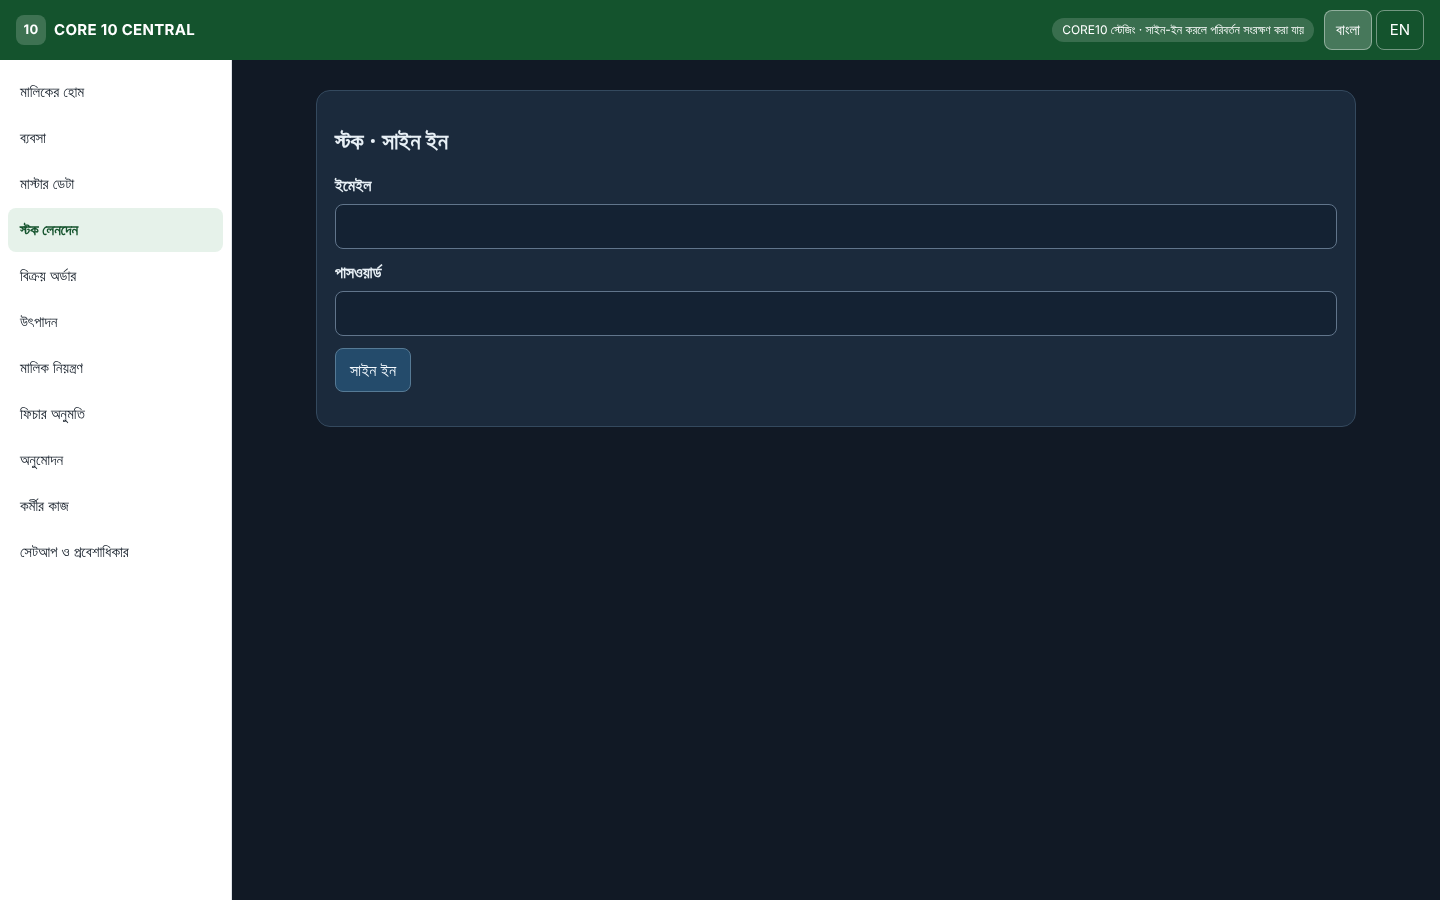 10 CORE 10 CENTRAL
CORE10 স্টেজিং · সাইন-ইন করলে পরিবর্তন সংরক্ষণ করা যায়
বাংলা
EN
মালিকের হোম
ব্যবসা
মাস্টার ডেটা
স্টক লেনদেন
বিক্রয় অর্ডার
উৎপাদন
মালিক নিয়ন্ত্রণ
ফিচার অনুমতি
অনুমোদন
কর্মীর কাজ
সেটআপ ও প্রবেশাধিকার
স্টক · সাইন ইন
ইমেইল
পাসওয়ার্ড
সাইন ইন